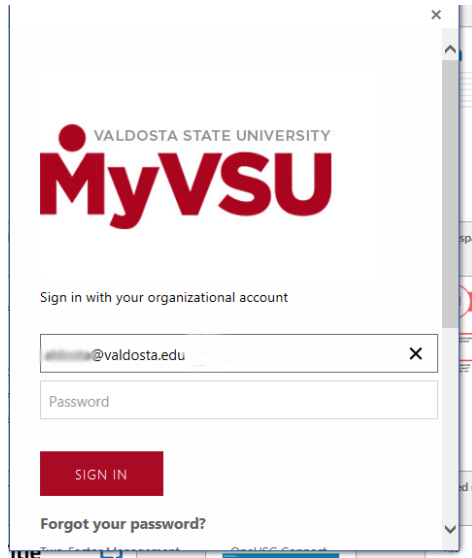 VALDOSTA STATE UNIVERSITY
MyVSU
Sign in with your organizational account
@valdosta.edu
Password
SIGN IN
Forgot your password?